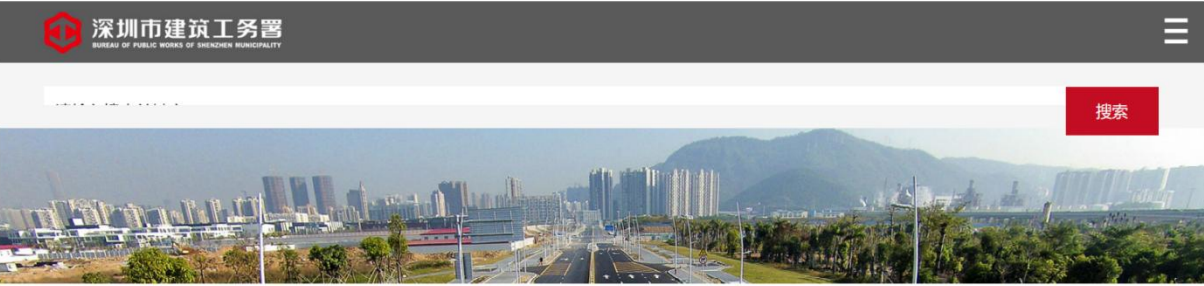 深圳市建筑工务署
BUREAU OF PUBLIC WORKS OF SHENZHEN MUNICIPALITY
搜索